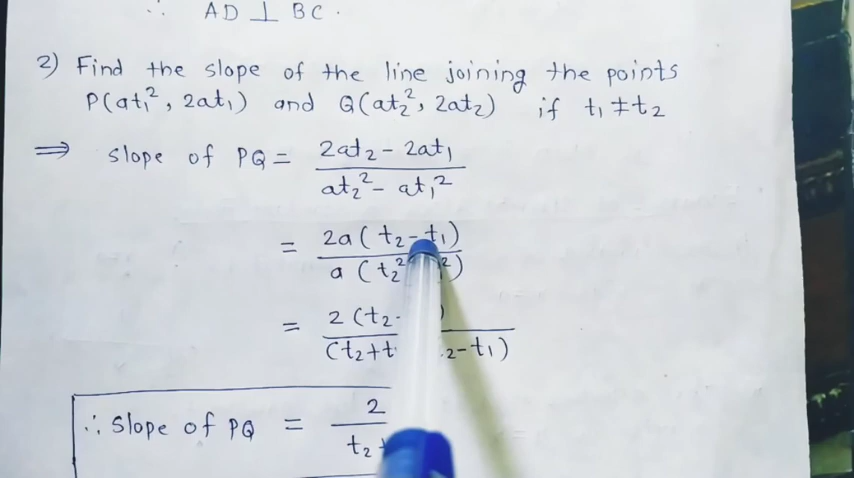 ∴ AD ⊥ BC.
2) Find the slope of the line joining the points
P(at₁², 2at₁) and Q(at₂², 2at₂) if t₁ ≠ t₂
⇒ slope of PQ = (2at₂ - 2at₁) / (at₂² - at₁²)
= 2a(t₂ - t₁) / a(t₂²
= 2(t₂- / (t₂+t ₂-t₁)
∴ slope of PQ = 2 / t₂